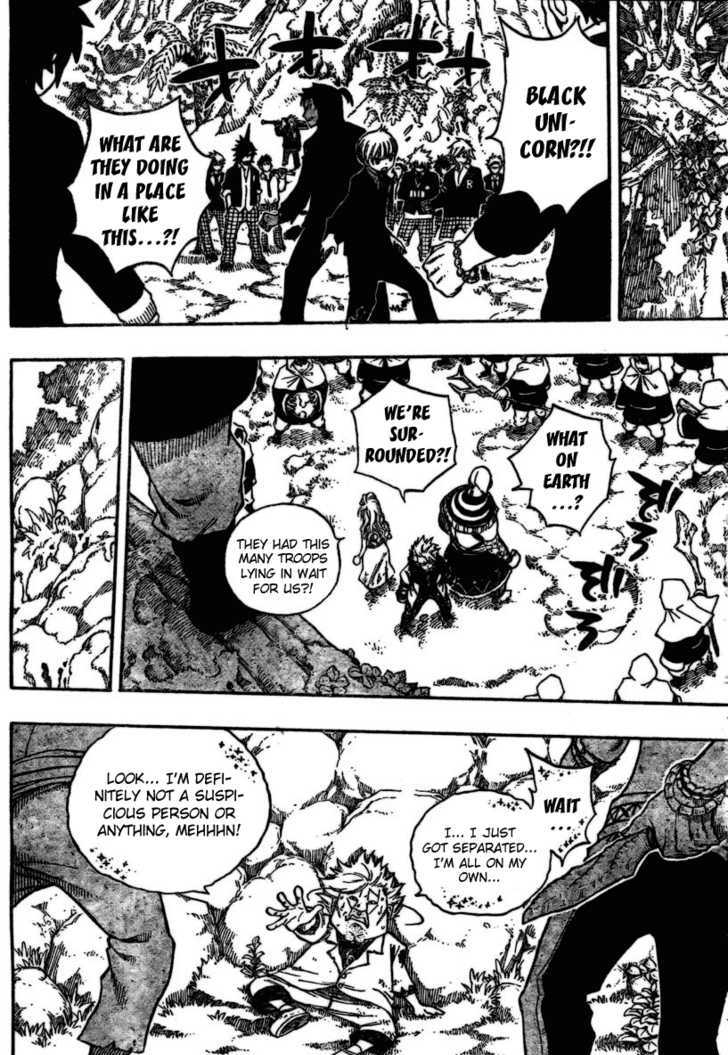 BLACK
UNI-
CORN?!!
WHAT ARE
THEY DOING
IN A PLACE
LIKE
THIS...?!
WHAT
ON
EARTH
...?
WE'RE
SUR-
ROUNDED?!
THEY HAD THIS
MANY TROOPS
LYING IN WAIT
FOR US?!
WAIT
...
I... I JUST
GOT SEPARATED...
I'M ALL ON MY
OWN...
LOOK... I'M DEFI-
NITELY NOT A SUSPI-
CIOUS PERSON OR
ANYTHING, MEHHHN!